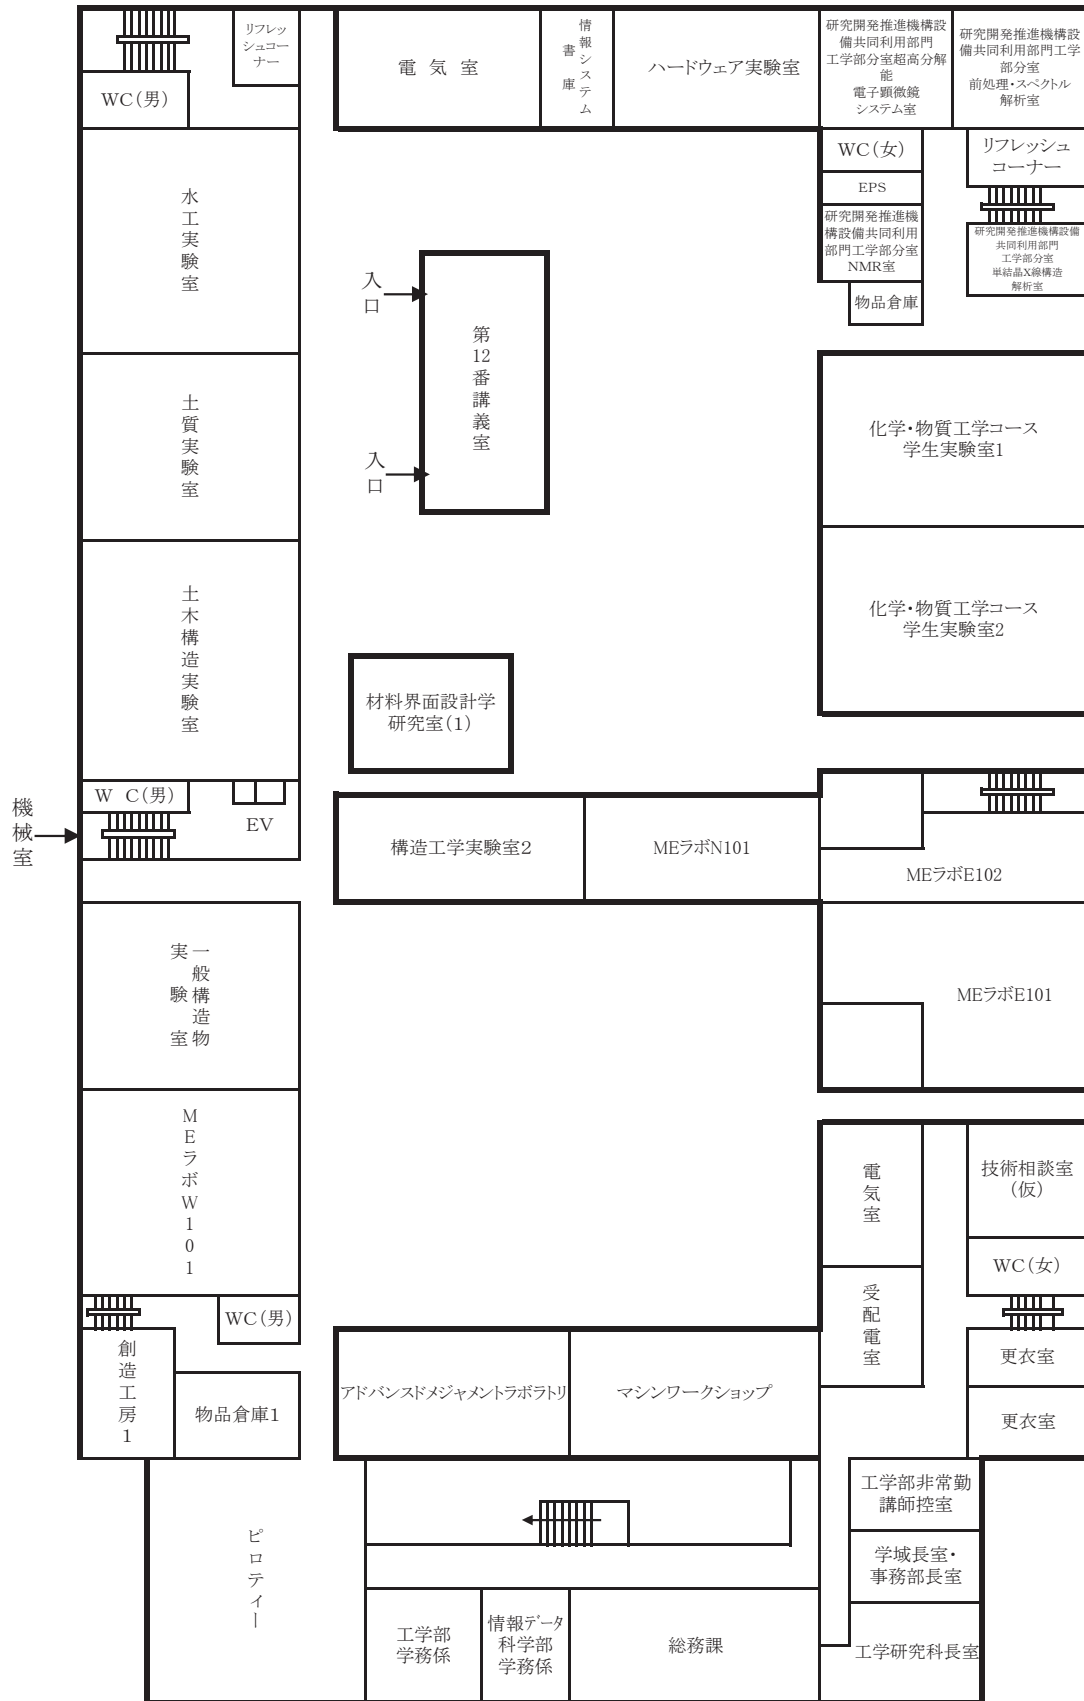 リフレッ
シュコー
ナー
WC(男)
電 気 室
書庫
情報システム
ハードウェア実験室
研究開発推進機構設
備共同利用部門
工学部分室超高分解
能
電子顕微鏡
システム室
研究開発推進機構設
備共同利用部門工学
部分室
前処理・スペクトル
解析室
WC(女)
EPS
研究開発推進機
構設備共同利用
部門工学部分室
NMR室
物品倉庫
リフレッシュ
コーナー
研究開発推進機構設備
共同利用部門
工学部分室
単結晶X線構造
解析室
水工実験室
入口
第12番講義室
入口
土質実験室
化学・物質工学コース
学生実験室1
土木構造実験室
化学・物質工学コース
学生実験室2
材料界面設計学
研究室(1)
W C(男)
EV
機械室
構造工学実験室2
MEラボN101
MEラボE102
一般構造物
実験室
MEラボE101
MEラボW101
電気室
技術相談室
(仮)
WC(女)
受配電室
WC(男)
創造工房1
物品倉庫1
アドバンスドメジャメントラボラトリ
マシンワークショップ
更衣室
更衣室
工学部非常勤
講師控室
ピロティー
学域長室・
事務部長室
工学部
学務係
情報データ
科学部
学務係
総務課
工学研究科長室